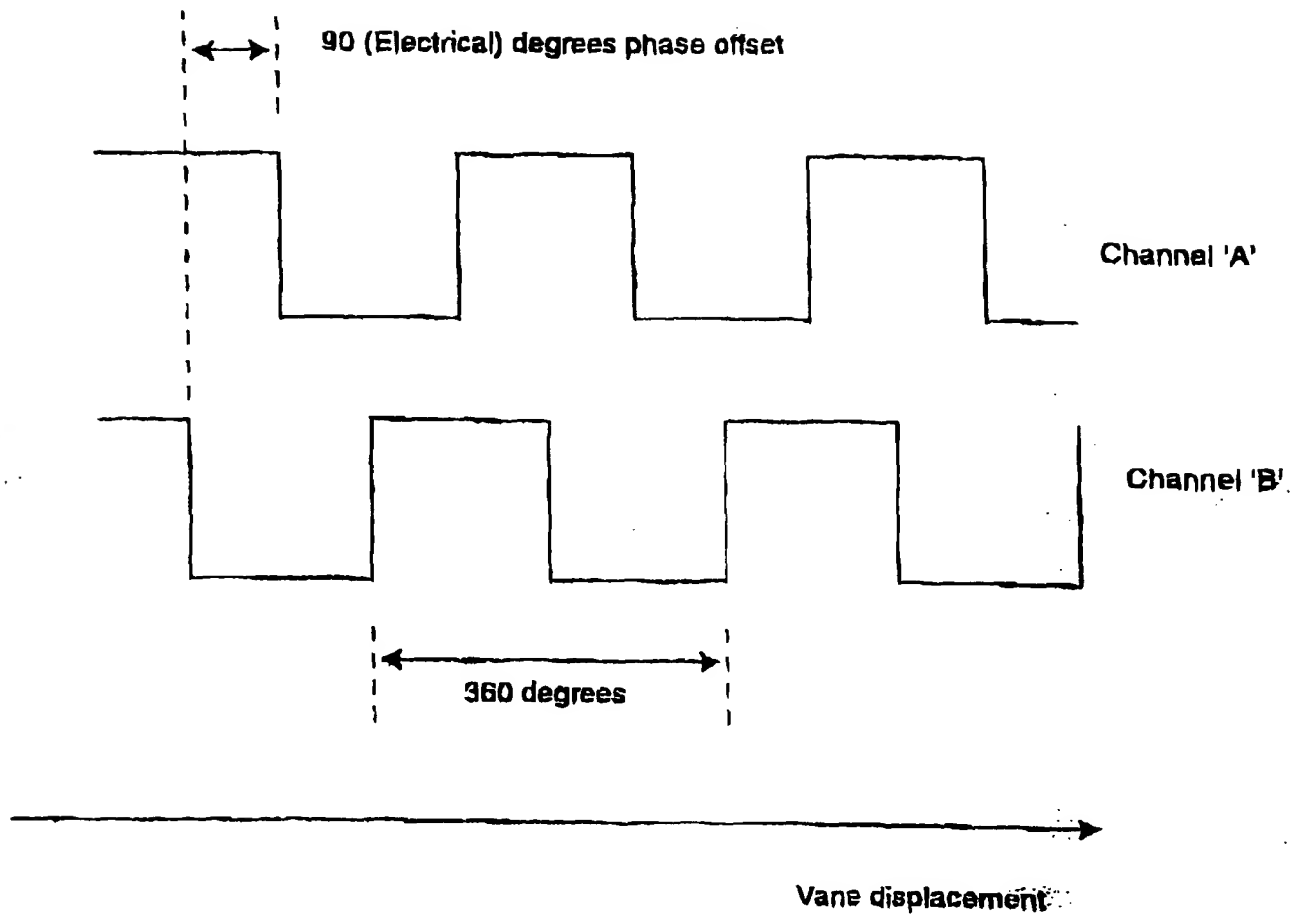 90 (Electrical) degrees phase offset
Channel 'A'
Channel 'B'
360 degrees
Vane displacement